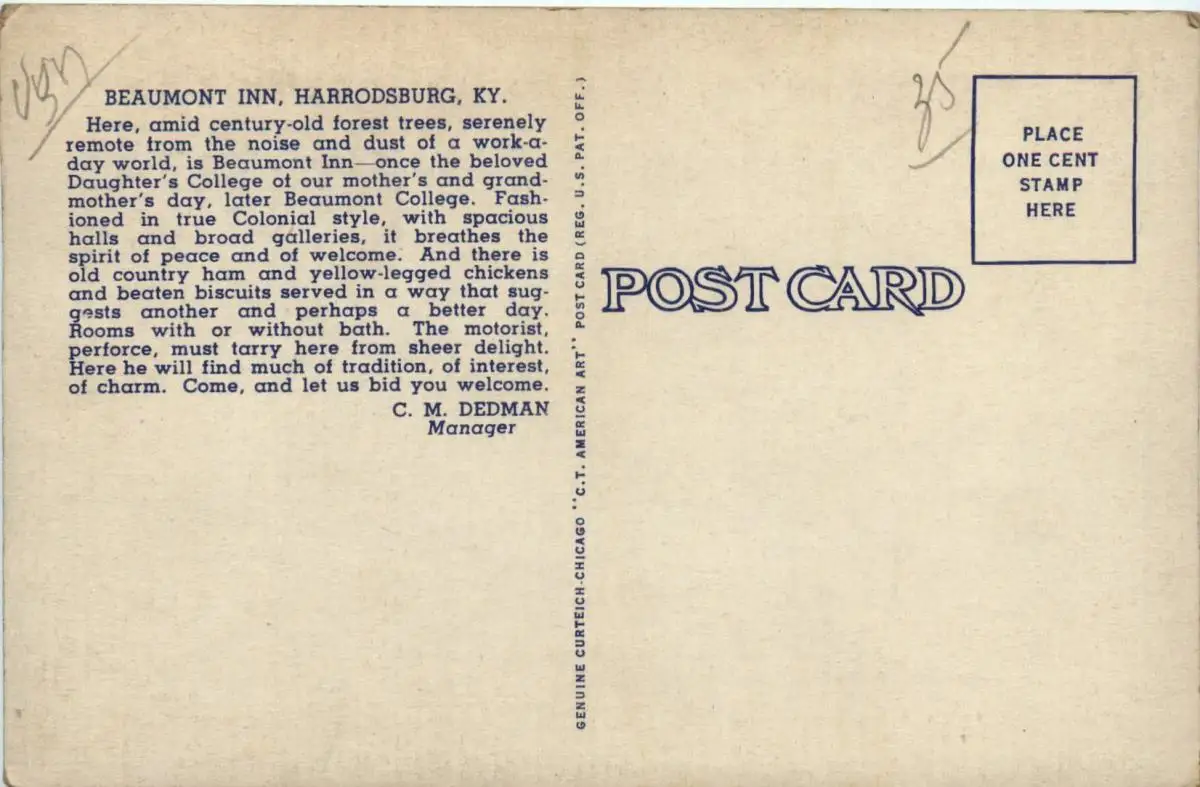 BEAUMONT INN, HARRODSBURG, KY.
Here, amid century-old forest trees, serenely
remote from the noise and dust of a work-a-
day world, is Beaumont Inn—once the beloved
Daughter's College of our mother's and grand-
mother's day, later Beaumont College. Fash-
ioned in true Colonial style, with spacious
halls and broad galleries, it breathes the
spirit of peace and of welcome. And there is
old country ham and yellow-legged chickens
and beaten biscuits served in a way that sug-
gests another and perhaps a better day.
Rooms with or without bath. The motorist,
perforce, must tarry here from sheer delight.
Here he will find much of tradition, of interest,
of charm. Come, and let us bid you welcome.
C. M. DEDMAN
Manager
GENUINE CURTEICH-CHICAGO "C.T. AMERICAN ART" POST CARD (REG. U.S. PAT. OFF.)
POST CARD
35
PLACE
ONE CENT
STAMP
HERE